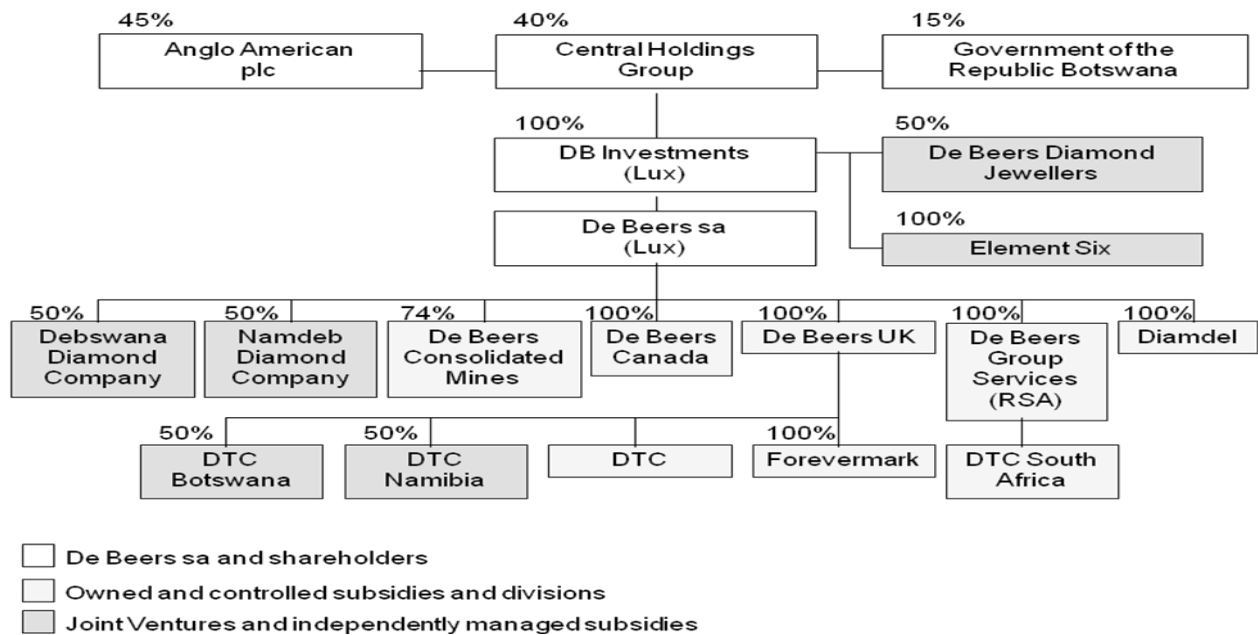 45%
40%
15%
Anglo American
plc
Central Holdings
Group
Government of the
Republic Botswana
100%
50%
DB Investments
(Lux)
De Beers Diamond
Jewellers
De Beers sa
(Lux)
100%
Element Six
50%
50%
74%
100%
100%
100%
100%
Debswana
Diamond
Company
Namdeb
Diamond
Company
De Beers
Consolidated
Mines
De Beers
Canada
De Beers UK
De Beers
Group
Services
(RSA)
Diamdel
50%
50%
100%
DTC
Botswana
DTC
Namibia
DTC
Forevermark
DTC South
Africa
De Beers sa and shareholders
Owned and controlled subsidies and divisions
Joint Ventures and independently managed subsidies